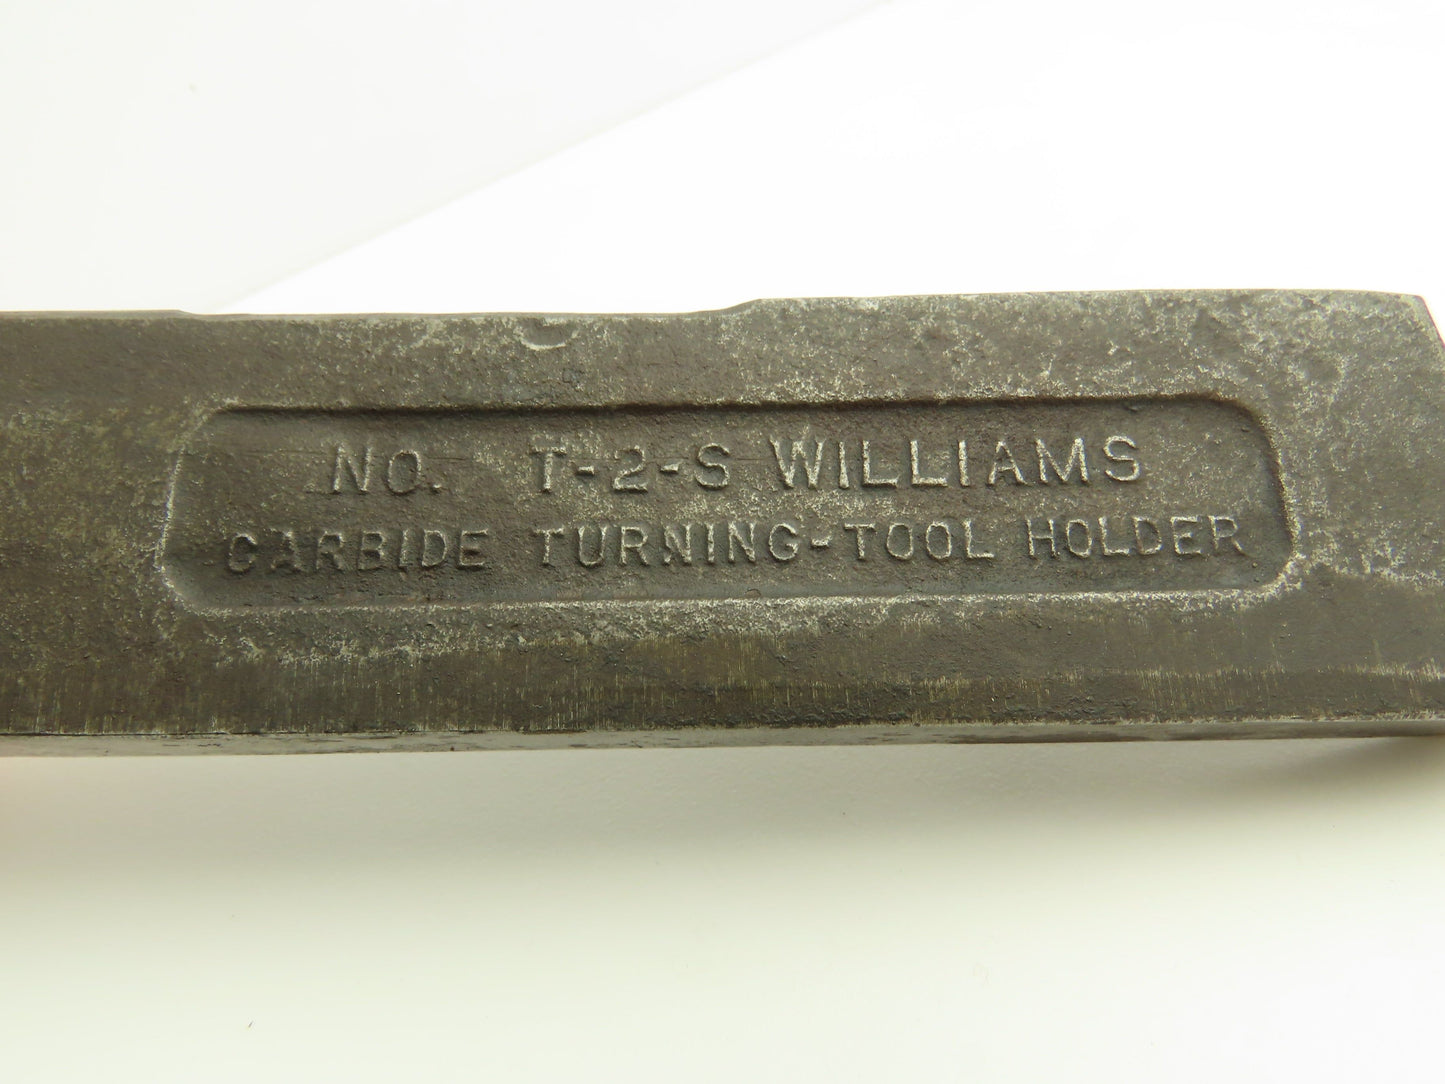 NO. T-2-S WILLIAMS
CARBIDE TURNING-TOOL HOLDER